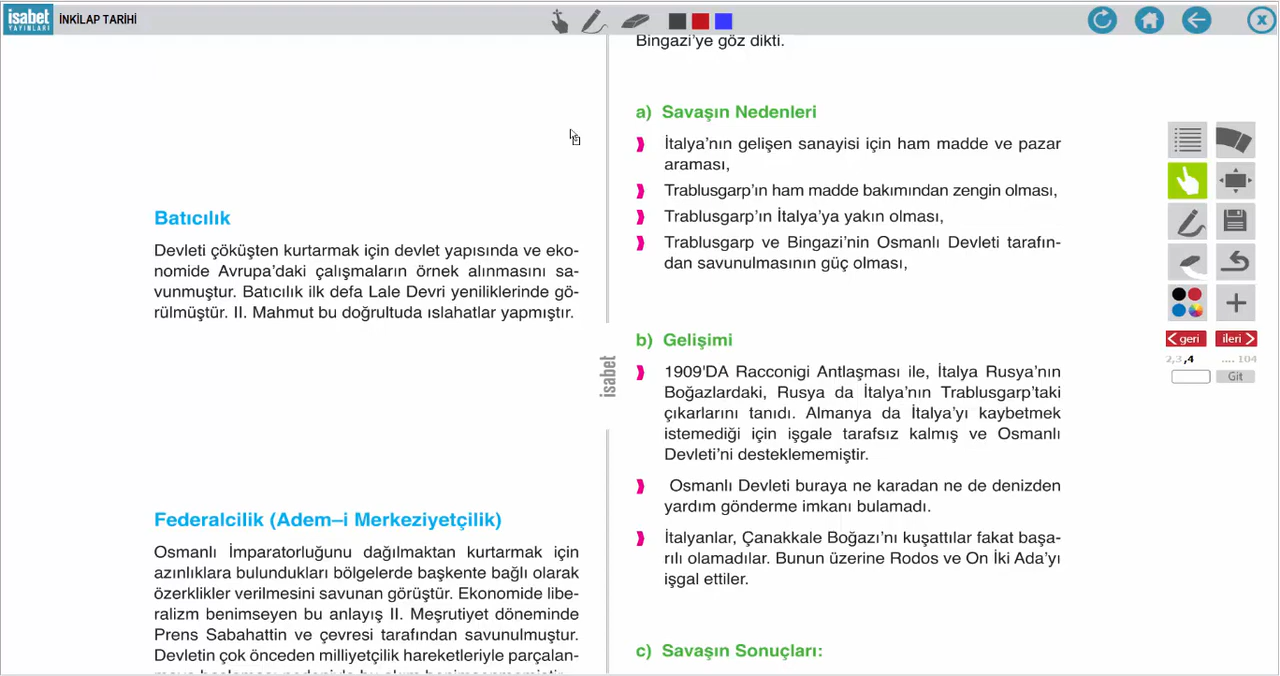 isabet
YAYINLARI
İNKİLAP TARİHİ
Batıcılık
Devleti çöküşten kurtarmak için devlet yapısında ve eko-
nomide Avrupa’daki çalışmaların örnek alınmasını sa-
vunmuştur. Batıcılık ilk defa Lale Devri yeniliklerinde gö-
rülmüştür. II. Mahmut bu doğrultuda ıslahatlar yapmıştır.
Federalcilik (Adem–i Merkeziyetçilik)
Osmanlı İmparatorluğunu dağılmaktan kurtarmak için
azınlıklara bulundukları bölgelerde başkente bağlı olarak
özerklikler verilmesini savunan görüştür. Ekonomide libe-
ralizm benimseyen bu anlayış II. Meşrutiyet döneminde
Prens Sabahattin ve çevresi tarafından savunulmuştur.
Devletin çok önceden milliyetçilik hareketleriyle parçalan-
isabet
Bingazi’ye göz dikti.
a) Savaşın Nedenleri
İtalya’nın gelişen sanayisi için ham madde ve pazar
araması,
Trablusgarp’ın ham madde bakımından zengin olması,
Trablusgarp’ın İtalya’ya yakın olması,
Trablusgarp ve Bingazi’nin Osmanlı Devleti tarafın-
dan savunulmasının güç olması,
b) Gelişimi
1909'DA Racconigi Antlaşması ile, İtalya Rusya’nın
Boğazlardaki, Rusya da İtalya’nın Trablusgarp’taki
çıkarlarını tanıdı. Almanya da İtalya’yı kaybetmek
istemediği için işgale tarafsız kalmış ve Osmanlı
Devleti’ni desteklememiştir.
Osmanlı Devleti buraya ne karadan ne de denizden
yardım gönderme imkanı bulamadı.
İtalyanlar, Çanakkale Boğazı’nı kuşattılar fakat başa-
rılı olamadılar. Bunun üzerine Rodos ve On İki Ada’yı
işgal ettiler.
c) Savaşın Sonuçları:
geri ileri
2,3,4 .... 104
Git